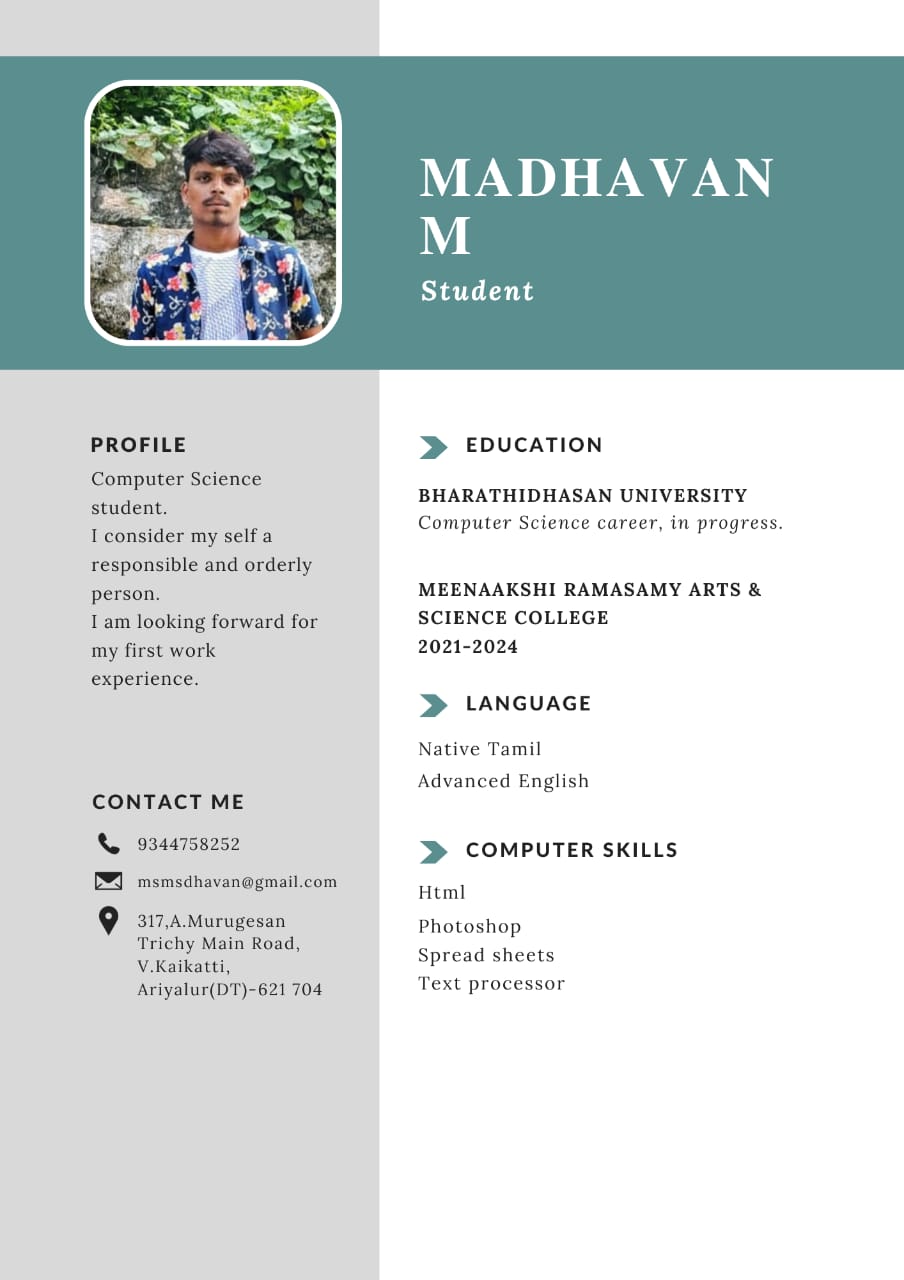 MADHAVAN
M
Student
PROFILE
Computer Science
student.
I consider my self a
responsible and orderly
person.
I am looking forward for
my first work
experience.
CONTACT ME
9344758252
msmsdhavan@gmail.com
317,A.Murugesan
Trichy Main Road,
V.Kaikatti,
Ariyalur(DT)-621 704
EDUCATION
BHARATHIDHASAN UNIVERSITY
Computer Science career, in progress.
MEENAAKSHI RAMASAMY ARTS &
SCIENCE COLLEGE
2021-2024
LANGUAGE
Native Tamil
Advanced English
COMPUTER SKILLS
Html
Photoshop
Spread sheets
Text processor